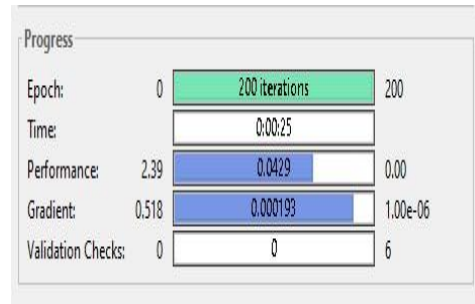 Progress
Epoch: 0 200 iterations 200
Time: 0:00:25
Performance: 2.39 0.0429 0.00
Gradient: 0.518 0.000193 1.00e-06
Validation Checks: 0 0 6